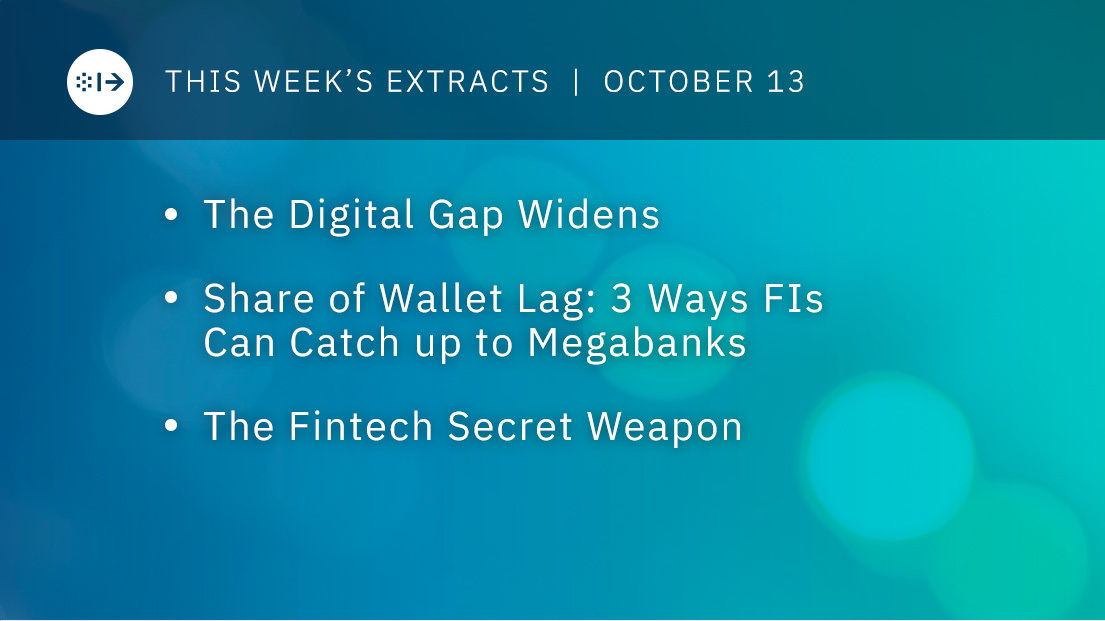 THIS WEEK’S EXTRACTS | OCTOBER 13
• The Digital Gap Widens
• Share of Wallet Lag: 3 Ways FIs
Can Catch up to Megabanks
• The Fintech Secret Weapon